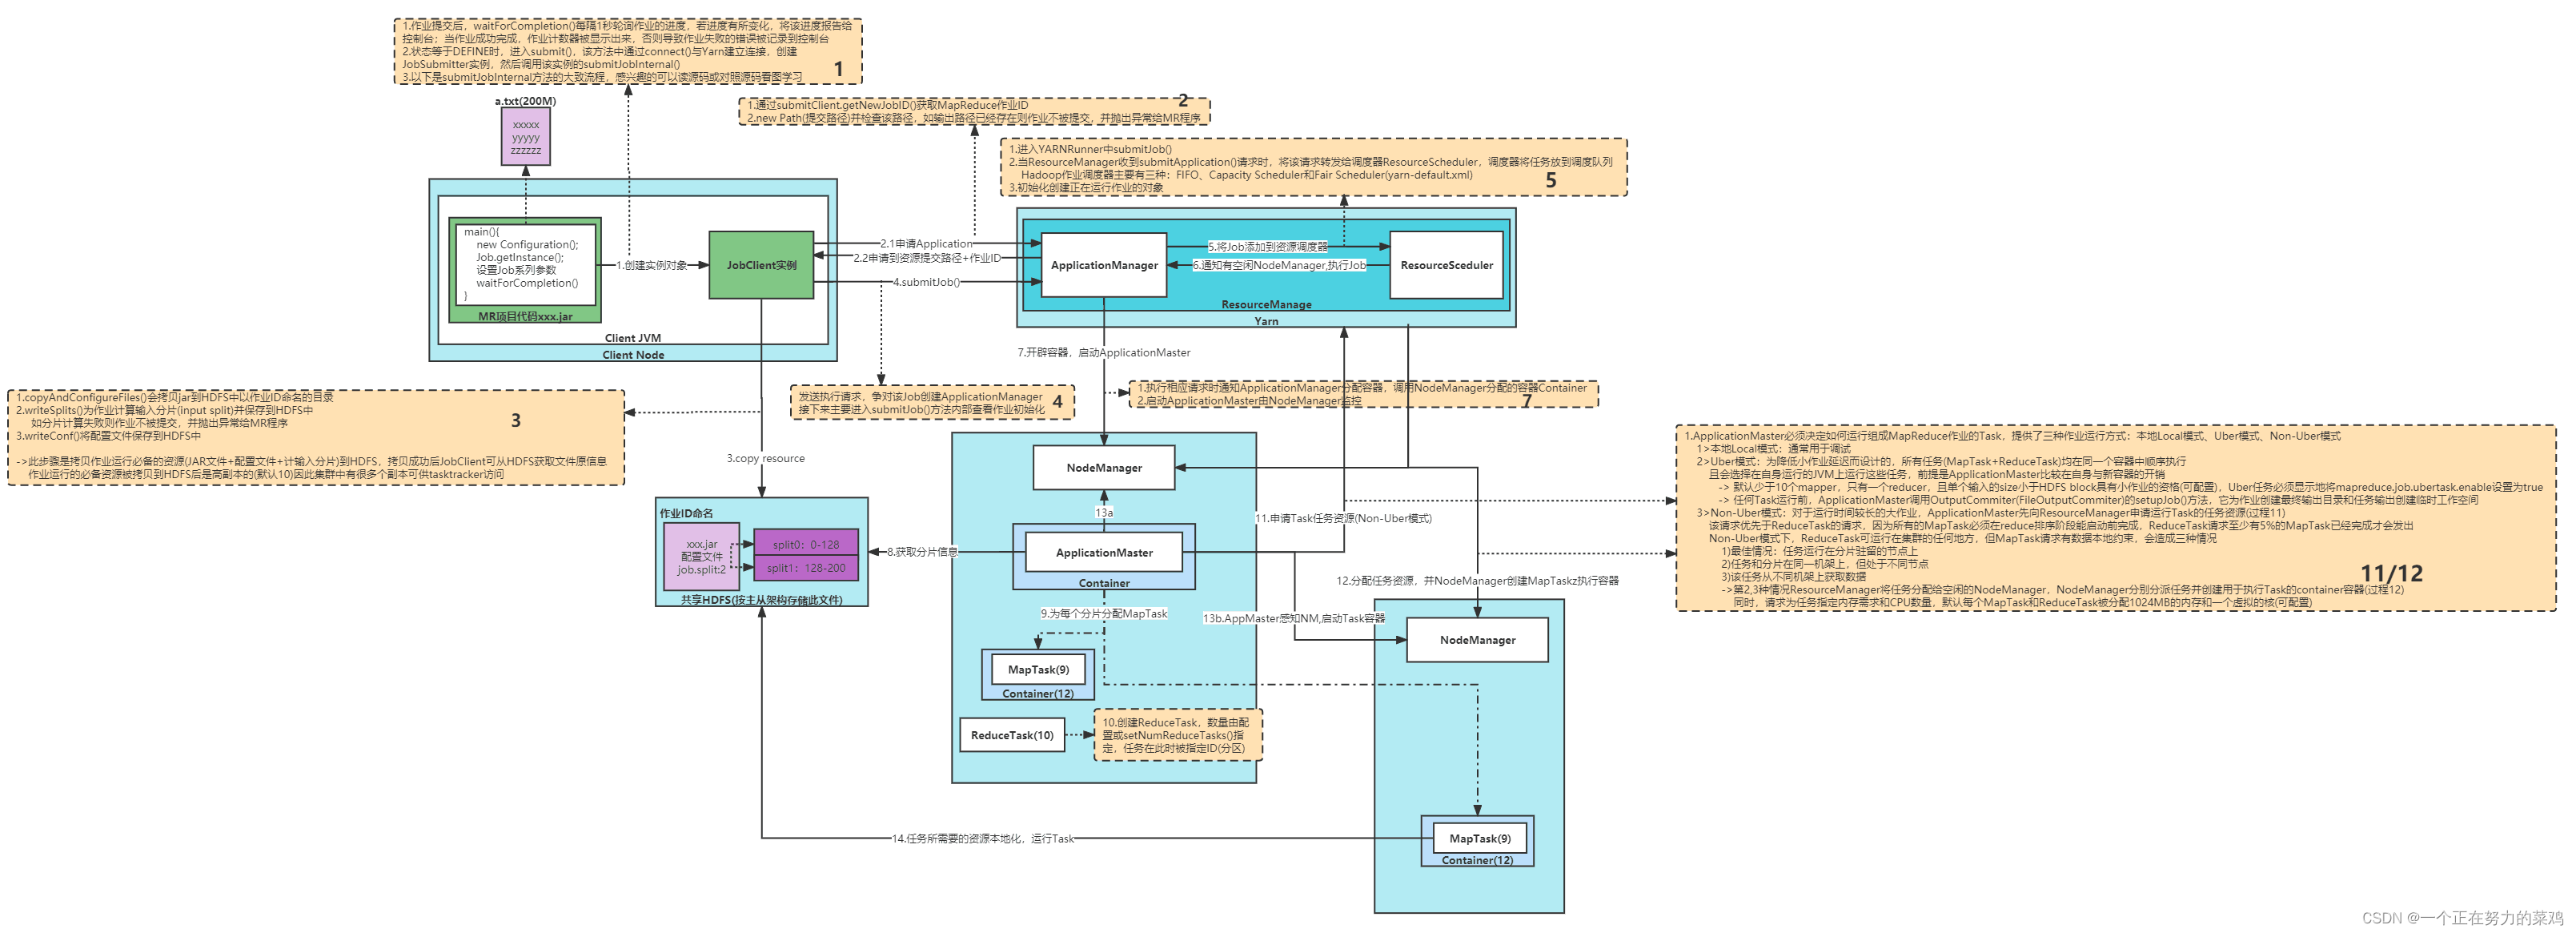 1.作业提交后，waitForCompletion()每隔1秒轮询作业的进度，若进度有所变化，将该进度报告给
控制台；当作业成功完成，作业计数器被显示出来，否则导致作业失败的错误被记录到控制台
2.状态等于DEFINE时，进入submit()，该方法中通过connect()与Yarn建立连接，创建
JobSubmitter实例，然后调用该实例的submitJobInternal()
3.以下是submitJobInternal方法的大致流程，感兴趣的可以读源码或对照源码看图学习
1
a.txt(200M)
xxxxx
yyyyy
zzzzzz
1.通过submitClient.getNewJobID()获取MapReduce作业ID
2.new Path(提交路径)并检查该路径，如输出路径已经存在则作业不被提交，并抛出异常给MR程序
2
1.进入YARNRunner中submitJob()
2.当ResourceManager收到submitApplication()请求时，将该请求转发给调度器ResourceScheduler，调度器将任务放到调度队列
Hadoop作业调度器主要有三种：FIFO、Capacity Scheduler和Fair Scheduler(yarn-default.xml)
3.初始化创建正在运行作业的对象
5
main(){
new Configuration();
Job.getInstance();
设置Job系列参数
waitForCompletion()
}
MR项目代码xxx.jar
1.创建实例对象
JobClient实例
Client JVM
Client Node
2.1申请Application
2.2申请到资源提交路径+作业ID
4.submitJob()
ApplicationManager
5.将Job添加到资源调度器
6.通知有空闲NodeManager,执行Job
ResourceSceduler
ResourceManage
Yarn
7.开辟容器，启动ApplicationMaster
1.copyAndConfigureFiles()会拷贝jar到HDFS中以作业ID命名的目录
2.writeSplits()为作业计算输入分片(input split)并保存到HDFS中
如分片计算失败则作业不被提交，并抛出异常给MR程序
3.writeConf()将配置文件保存到HDFS中
->此步骤是拷贝作业运行必备的资源(JAR文件+配置文件+计输入分片)到HDFS，拷贝成功后JobClient可从HDFS获取文件原信息
作业运行的必备资源被拷贝到HDFS后是高副本的(默认10)因此集群中有很多个副本可供tasktracker访问
3
发送执行请求，争对该Job创建ApplicationManager
接下来主要进入submitJob()方法内部查看作业初始化
4
1.执行相应请求时通知ApplicationManager分配容器，调用NodeManager分配的容器Container
2.启动ApplicationMaster由NodeManager监控
7
1.ApplicationMaster必须决定如何运行组成MapReduce作业的Task，提供了三种作业运行方式：本地Local模式、Uber模式、Non-Uber模式
1>本地Local模式：通常用于调试
2>Uber模式：为降低小作业延迟而设计的，所有任务(MapTask+ReduceTask)均在同一个容器中顺序执行
且会选择在自身运行的JVM上运行这些任务，前提是ApplicationMaster比较在自身与新容器的开销
-> 默认少于10个mapper，只有一个reducer，且单个输入的size小于HDFS block具有小作业的资格(可配置)，Uber任务必须显示地将mapreduce.job.ubertask.enable设置为true
-> 任何Task运行前，ApplicationMaster调用OutputCommiter(FileOutputCommiter)的setupJob()方法，它为作业创建最终输出目录和任务输出创建临时工作空间
3>Non-Uber模式：对于运行时间较长的大作业，ApplicationMaster先向ResourceManager申请运行Task的任务资源(过程11)
该请求优先于ReduceTask的请求，因为所有的MapTask必须在reduce排序阶段能启动前完成，ReduceTask请求至少有5%的MapTask已经完成才会发出
Non-Uber模式下，ReduceTask可运行在集群的任何地方，但MapTask请求有数据本地约束，会造成三种情况
1)最佳情况：任务运行在分片驻留的节点上
2)任务和分片在同一机架上，但处于不同节点
3)该任务从不同机架上获取数据
->第2,3种情况ResourceManager将任务分配给空闲的NodeManager，NodeManager分别分派任务并创建用于执行Task的container容器(过程12)
同时，请求为任务指定内存需求和CPU数量，默认每个MapTask和ReduceTask被分配1024MB的内存和一个虚拟的核(可配置)
11/12
3.copy resource
作业ID命名
xxx.jar
配置文件
job.split:2
split0：0-128
split1：128-200
共享HDFS(按主从架构存储此文件)
8.获取分片信息
NodeManager
13a
ApplicationMaster
Container
11.申请Task任务资源(Non-Uber模式)
12.分配任务资源，并NodeManager创建MapTaskz执行容器
9.为每个分片分配MapTask
13b.AppMaster感知NM,启动Task容器
NodeManager
MapTask(9)
Container(12)
ReduceTask(10)
10.创建ReduceTask，数量由配
置或setNumReduceTasks()指
定，任务在此时被指定ID(分区)
14.任务所需要的资源本地化，运行Task
MapTask(9)
Container(12)
CSDN @一个正在努力的菜鸡